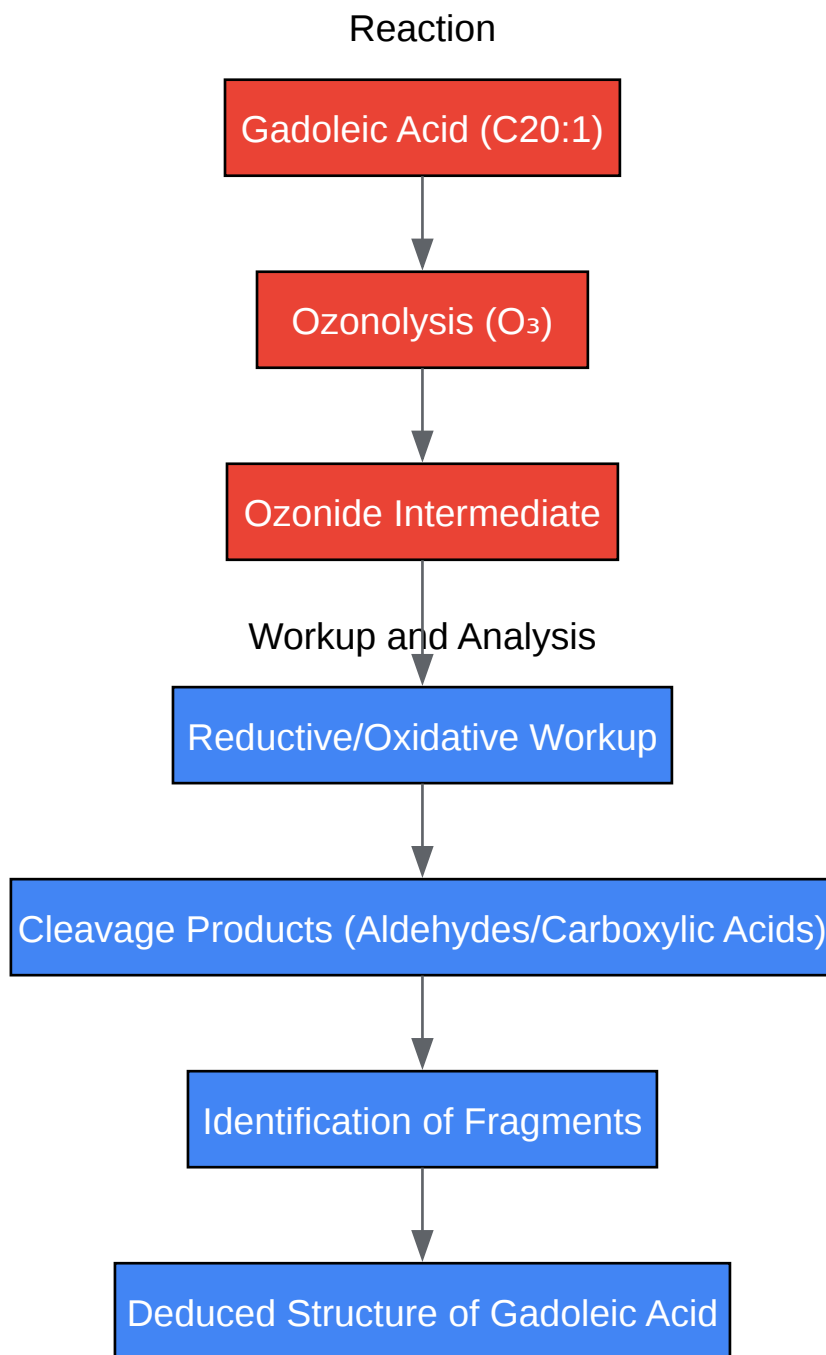 Reaction
Gadoleic Acid (C20:1)
Ozonolysis (O₃)
Ozonide Intermediate
Workup and Analysis
Reductive/Oxidative Workup
Cleavage Products (Aldehydes/Carboxylic Acids)
Identification of Fragments
Deduced Structure of Gadoleic Acid